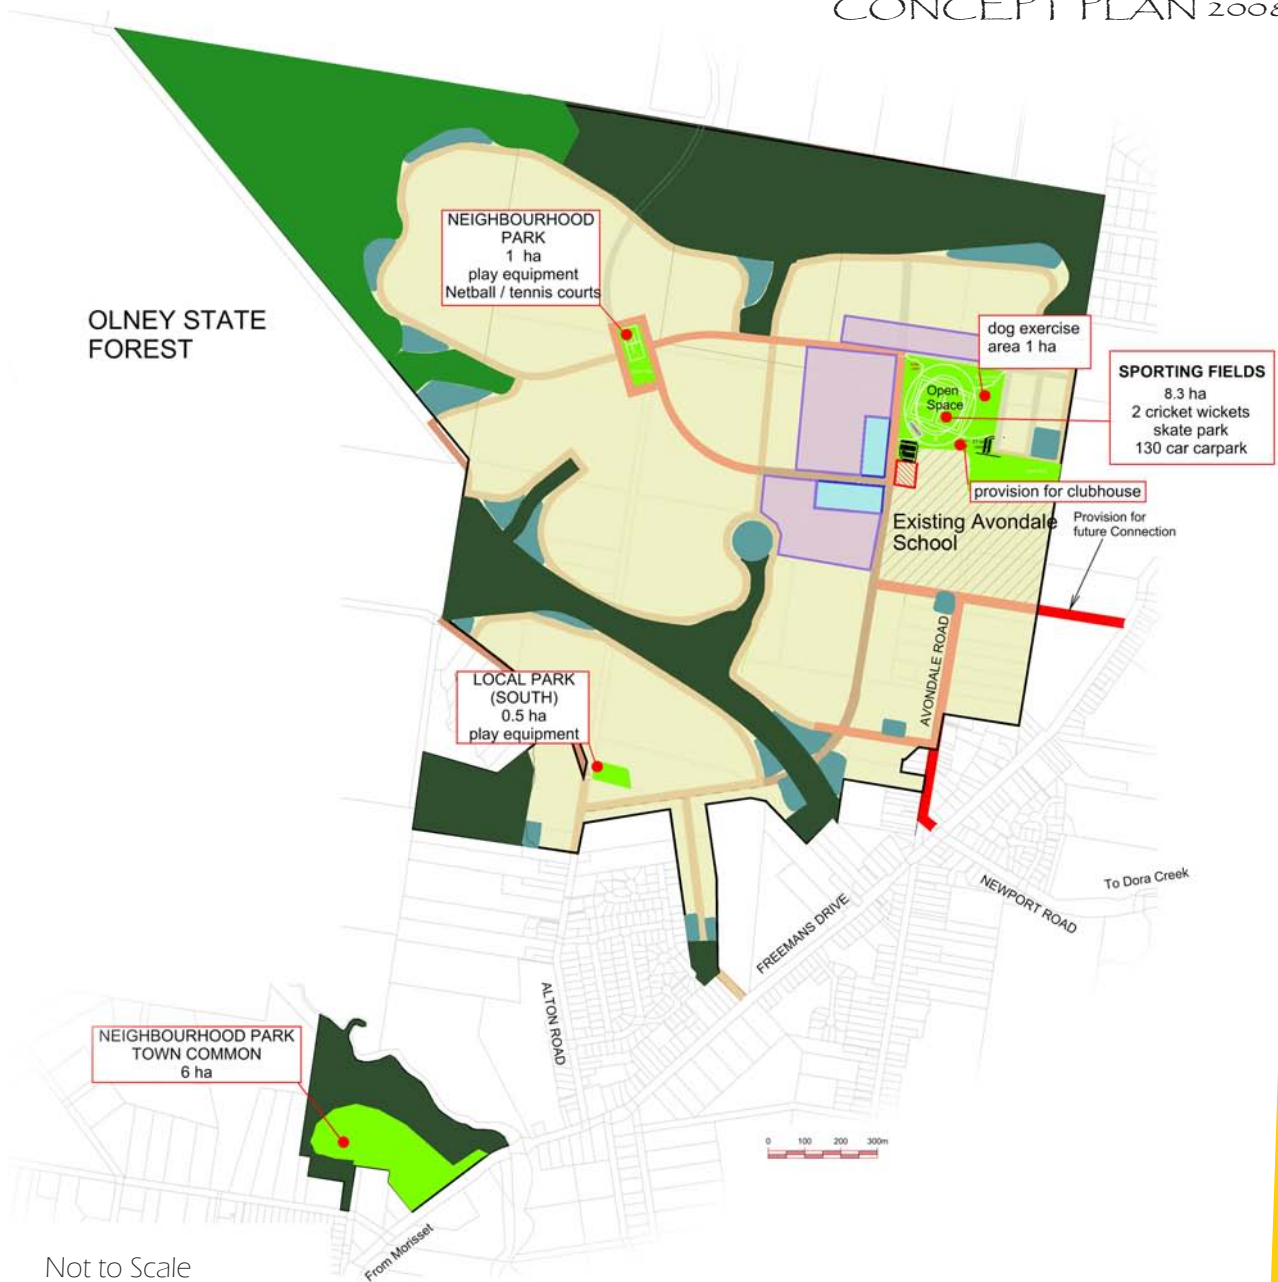 CONCEPT PLAN 2008
NEIGHBOURHOOD
PARK
1 ha
play equipment
Netball / tennis courts
OLNEY STATE
FOREST
dog exercise
area 1 ha
SPORTING FIELDS
8.3 ha
2 cricket wickets
skate park
130 car carpark
Open
Space
provision for clubhouse
Existing Avondale
School
Provision for
future Connection
AVONDALE ROAD
LOCAL PARK
(SOUTH)
0.5 ha
play equipment
To Dora Creek
NEWPORT ROAD
FREEMANS DRIVE
ALTON ROAD
NEIGHBOURHOOD PARK
TOWN COMMON
6 ha
0 100 200 300m
From Morisset
Not to Scale